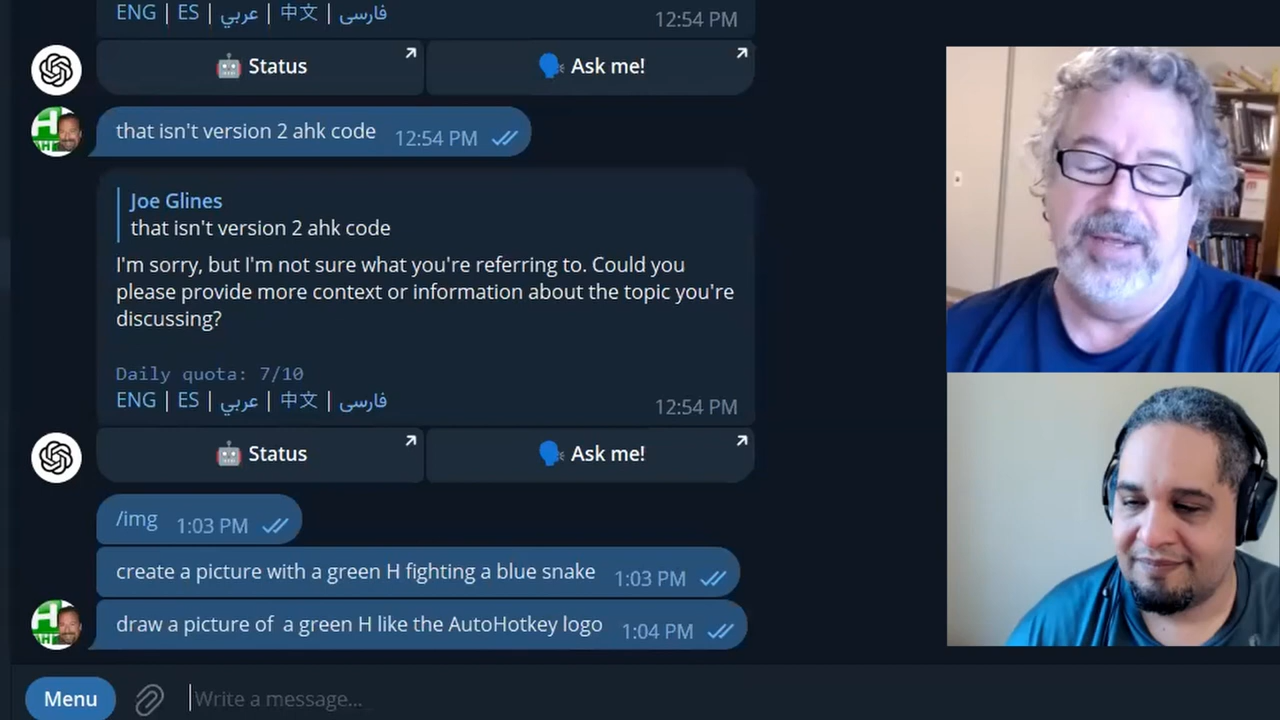 ENG | ES | عربي | 中文 | فارسی
12:54 PM
Status
Ask me!
that isn't version 2 ahk code 12:54 PM
Joe Glines
that isn't version 2 ahk code
I'm sorry, but I'm not sure what you're referring to. Could you
please provide more context or information about the topic you're
discussing?
Daily quota: 7/10
ENG | ES | عربي | 中文 | فارسی
12:54 PM
Status
Ask me!
/img 1:03 PM
create a picture with a green H fighting a blue snake 1:03 PM
draw a picture of  a green H like the AutoHotkey logo 1:04 PM
Menu
Write a message...